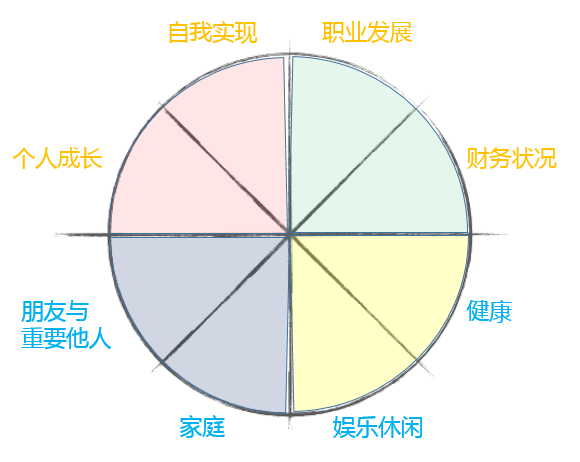 自我实现
职业发展
个人成长
财务状况
朋友与
重要他人
健康
家庭
娱乐休闲